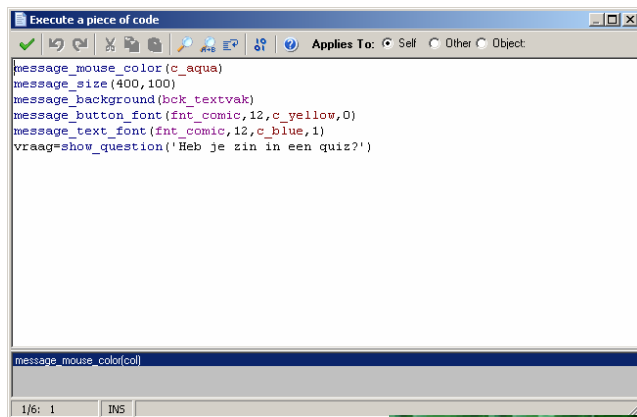 Execute a piece of code
Applies To: Self Other Object:
message_mouse_color(c_aqua)
message_size(400,100)
message_background(bck_textvak)
message_button_font(fnt_comic,12,c_yellow,0)
message_text_font(fnt_comic,12,c_blue,1)
vraag=show_question('Heb je zin in een quiz?')
message_mouse_color(col)
1/6: 1 INS